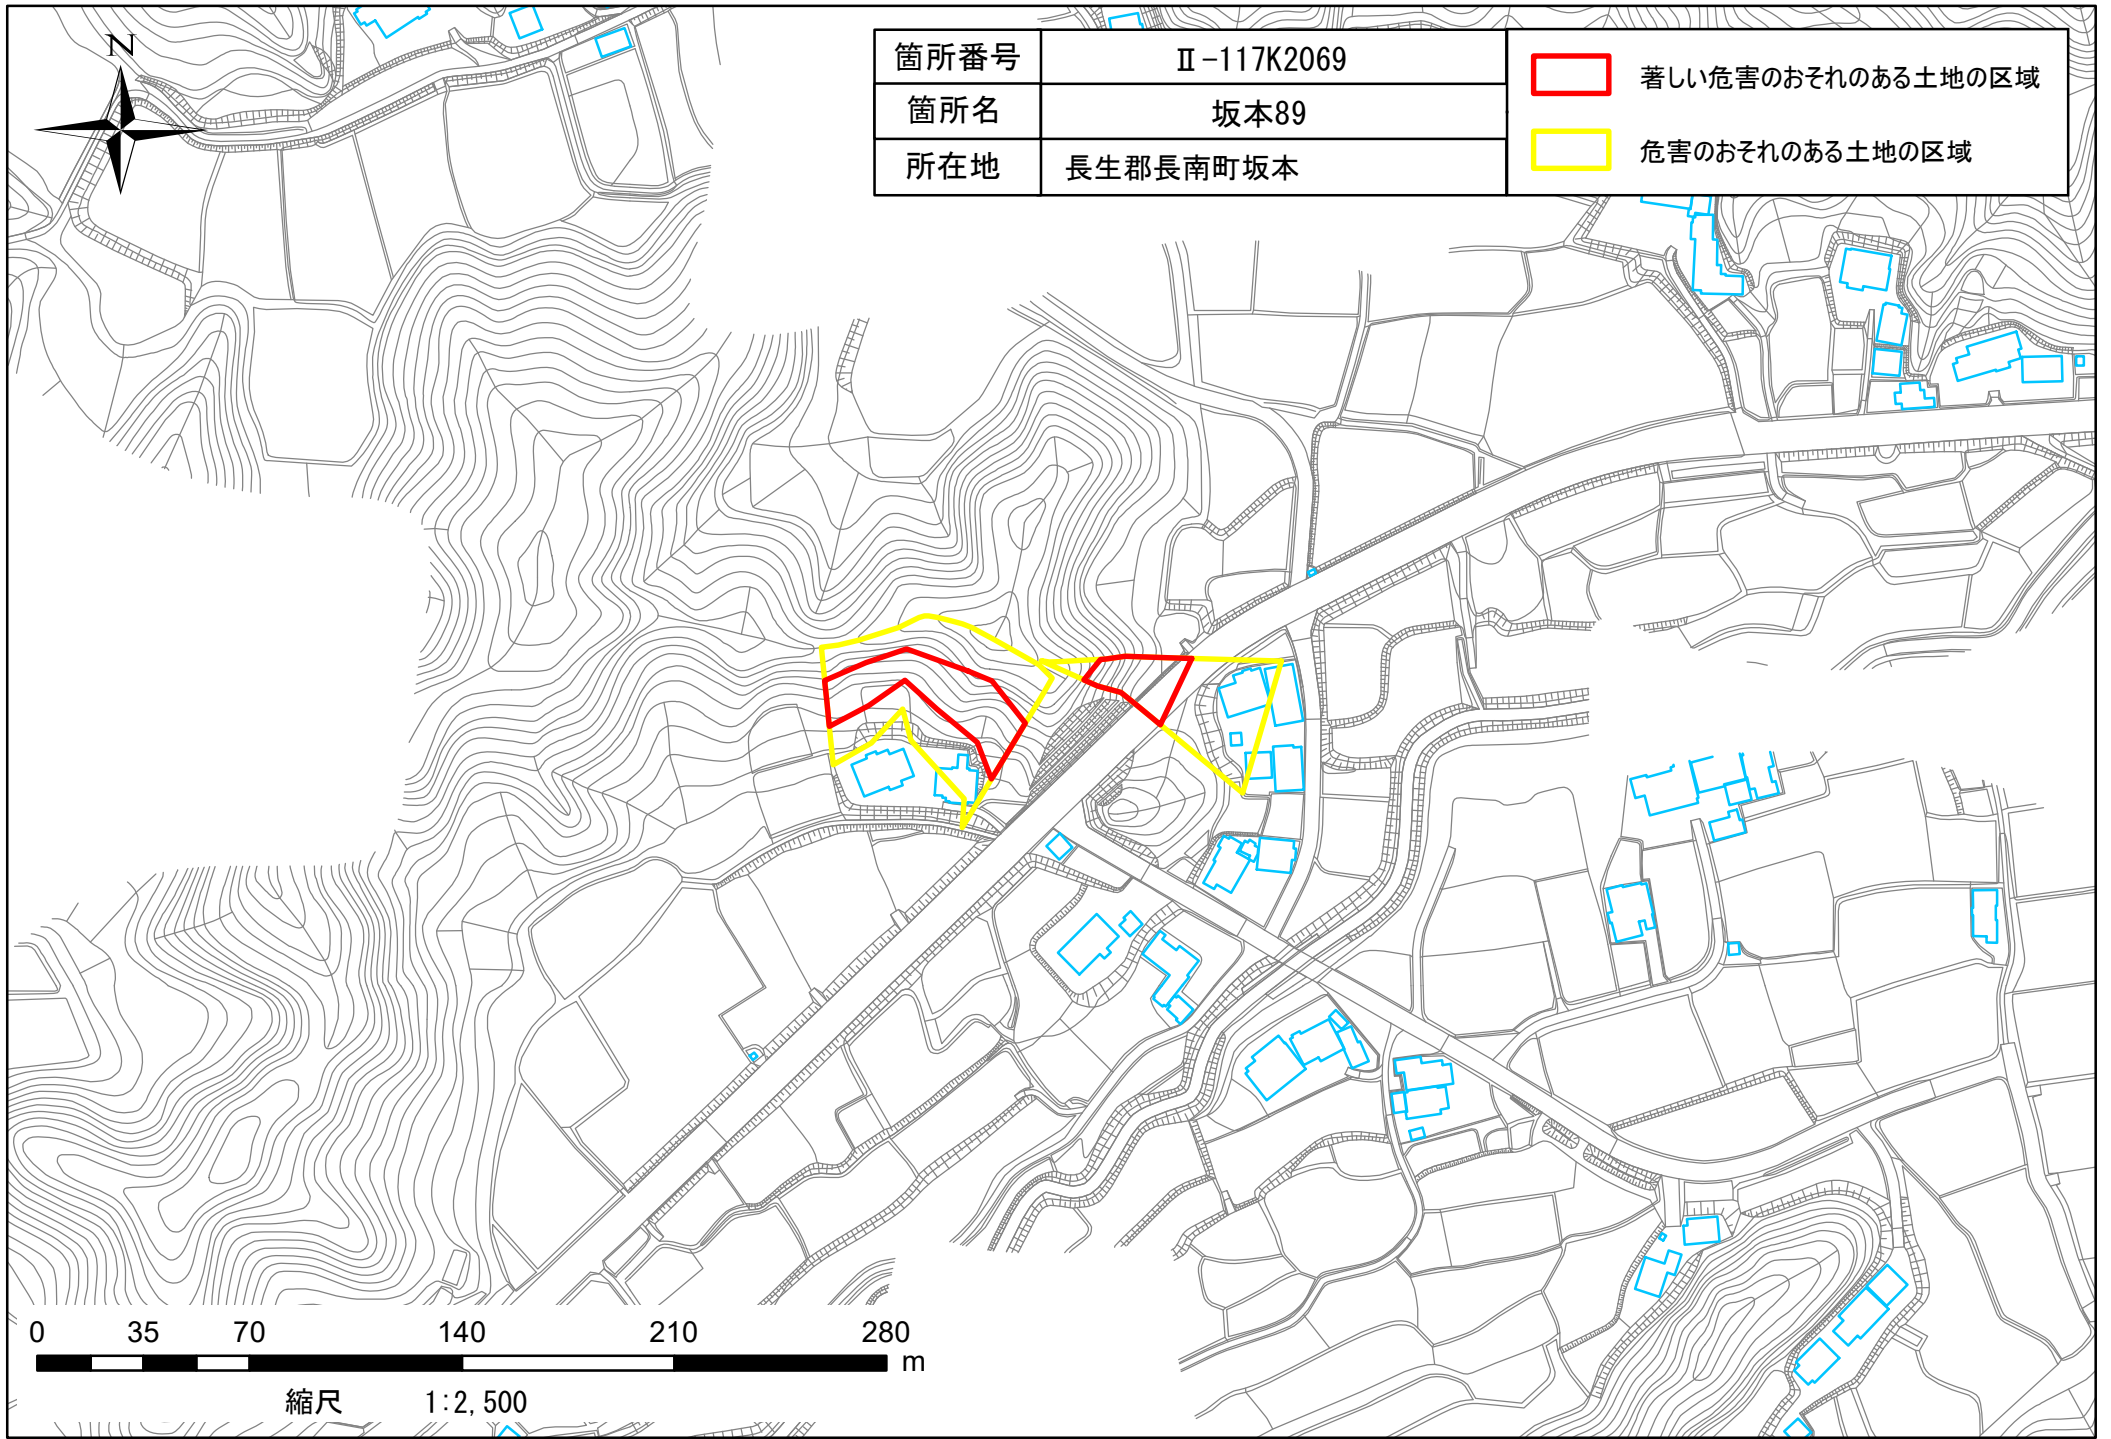 N
箇所番号 Ⅱ-117K2069
箇所名 坂本89
所在地 長生郡長南町坂本
著しい危害のおそれのある土地の区域
危害のおそれのある土地の区域
0 35 70 140 210 280
m
縮尺 1:2,500